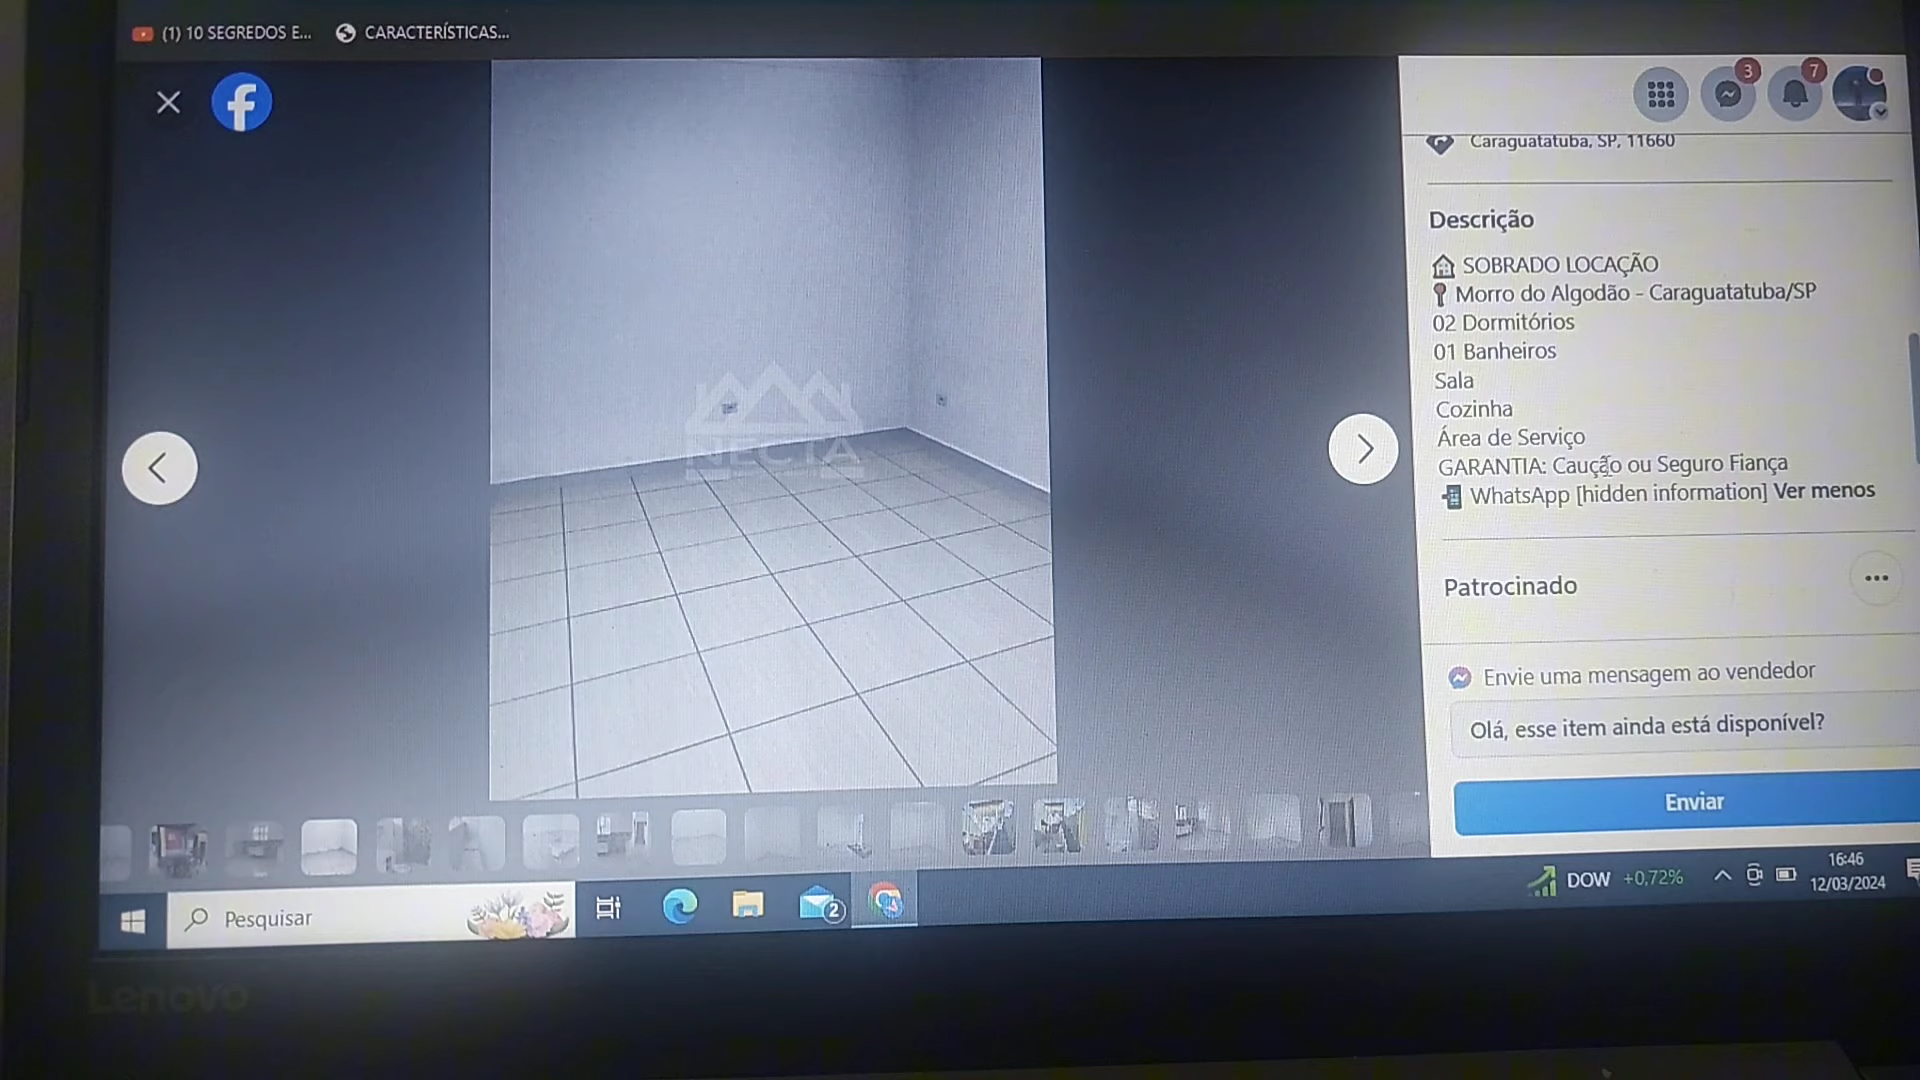 (1) 10 SEGREDOS E...
CARACTERÍSTICAS...
3
7
Caraguatatuba, SP, 11660
Descrição
SOBRADO LOCAÇÃO
Morro do Algodão - Caraguatatuba/SP
02 Dormitórios
01 Banheiros
Sala
Cozinha
Área de Serviço
GARANTIA: Caução ou Seguro Fiança
WhatsApp [hidden information] Ver menos
NECTA
Patrocinado
Envie uma mensagem ao vendedor
Olá, esse item ainda está disponível?
Enviar
Pesquisar
2
DOW +0,72%
16:46
12/03/2024
Lenovo